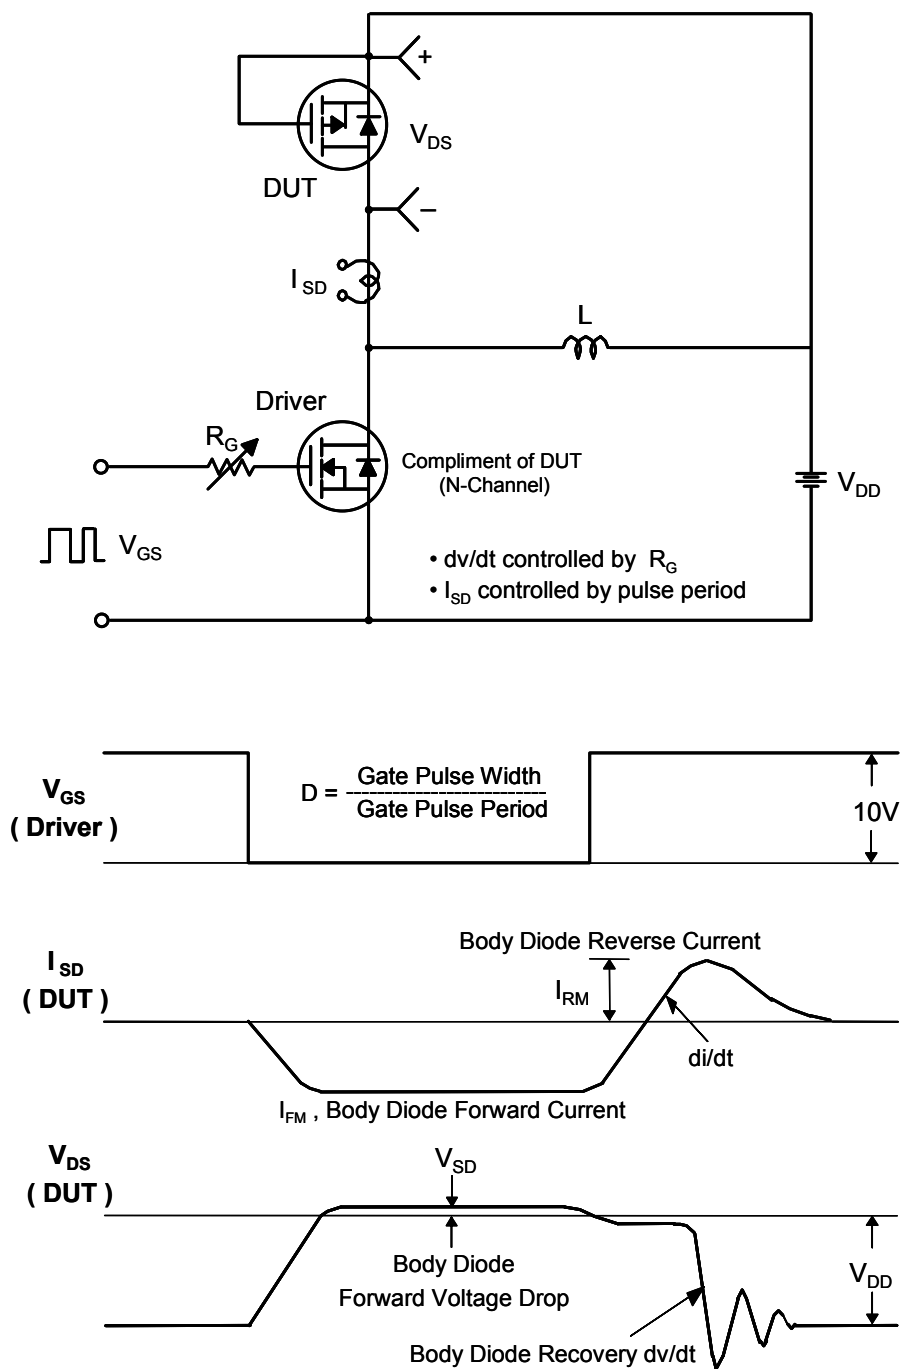 +
V_DS
DUT
–
I_SD
L
Driver
R_G
Compliment of DUT
(N-Channel)
V_DD
V_GS
• dv/dt controlled by R_G
• I_SD controlled by pulse period
V_GS
( Driver )
D = Gate Pulse Width
Gate Pulse Period
10V
I_SD
( DUT )
Body Diode Reverse Current
I_RM
di/dt
I_FM , Body Diode Forward Current
V_DS
( DUT )
V_SD
Body Diode
Forward Voltage Drop
V_DD
Body Diode Recovery dv/dt